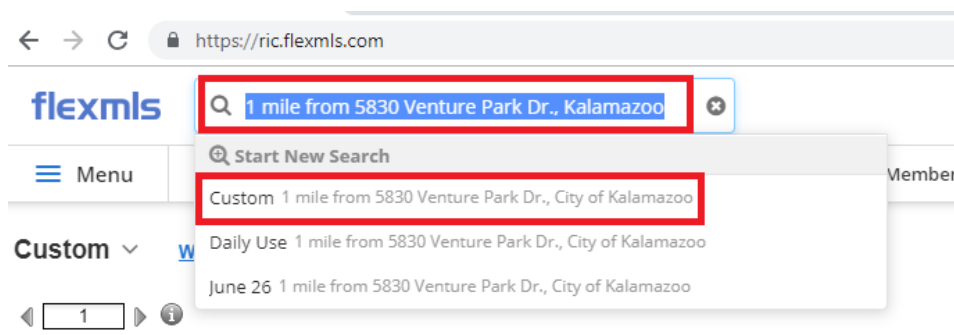 https://ric.flexmls.com
flexmls
1 mile from 5830 Venture Park Dr., Kalamazoo
Start New Search
Menu
Member
Custom 1 mile from 5830 Venture Park Dr., City of Kalamazoo
Custom
w
Daily Use 1 mile from 5830 Venture Park Dr., City of Kalamazoo
June 26 1 mile from 5830 Venture Park Dr., City of Kalamazoo
1